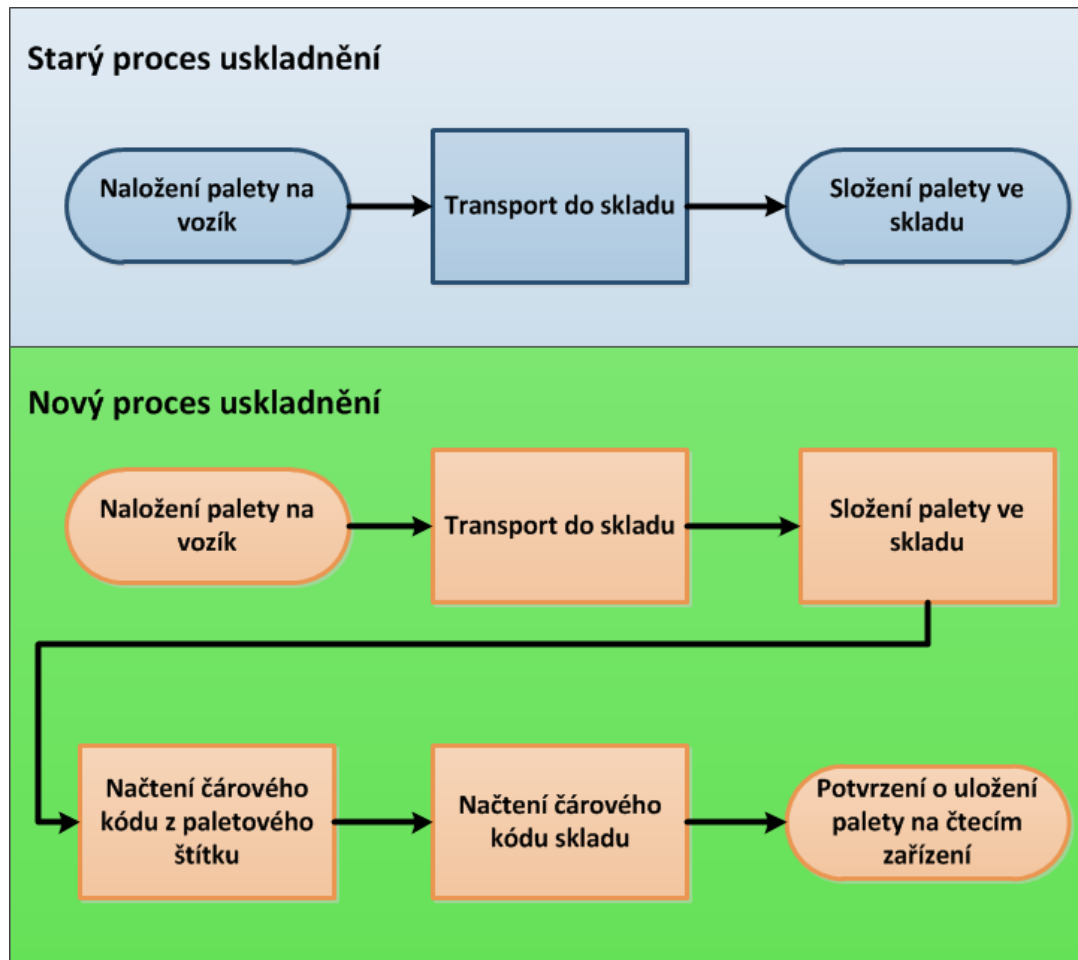 Starý proces uskladnění
Naložení palety na
vozík
Transport do skladu
Složení palety ve
skladu
Nový proces uskladnění
Naložení palety na
vozík
Transport do skladu
Složení palety ve
skladu
Načtení čárového
kódu z paletového
štítku
Načtení čárového
kódu skladu
Potvrzení o uložení
palety na čtecím
zařízení